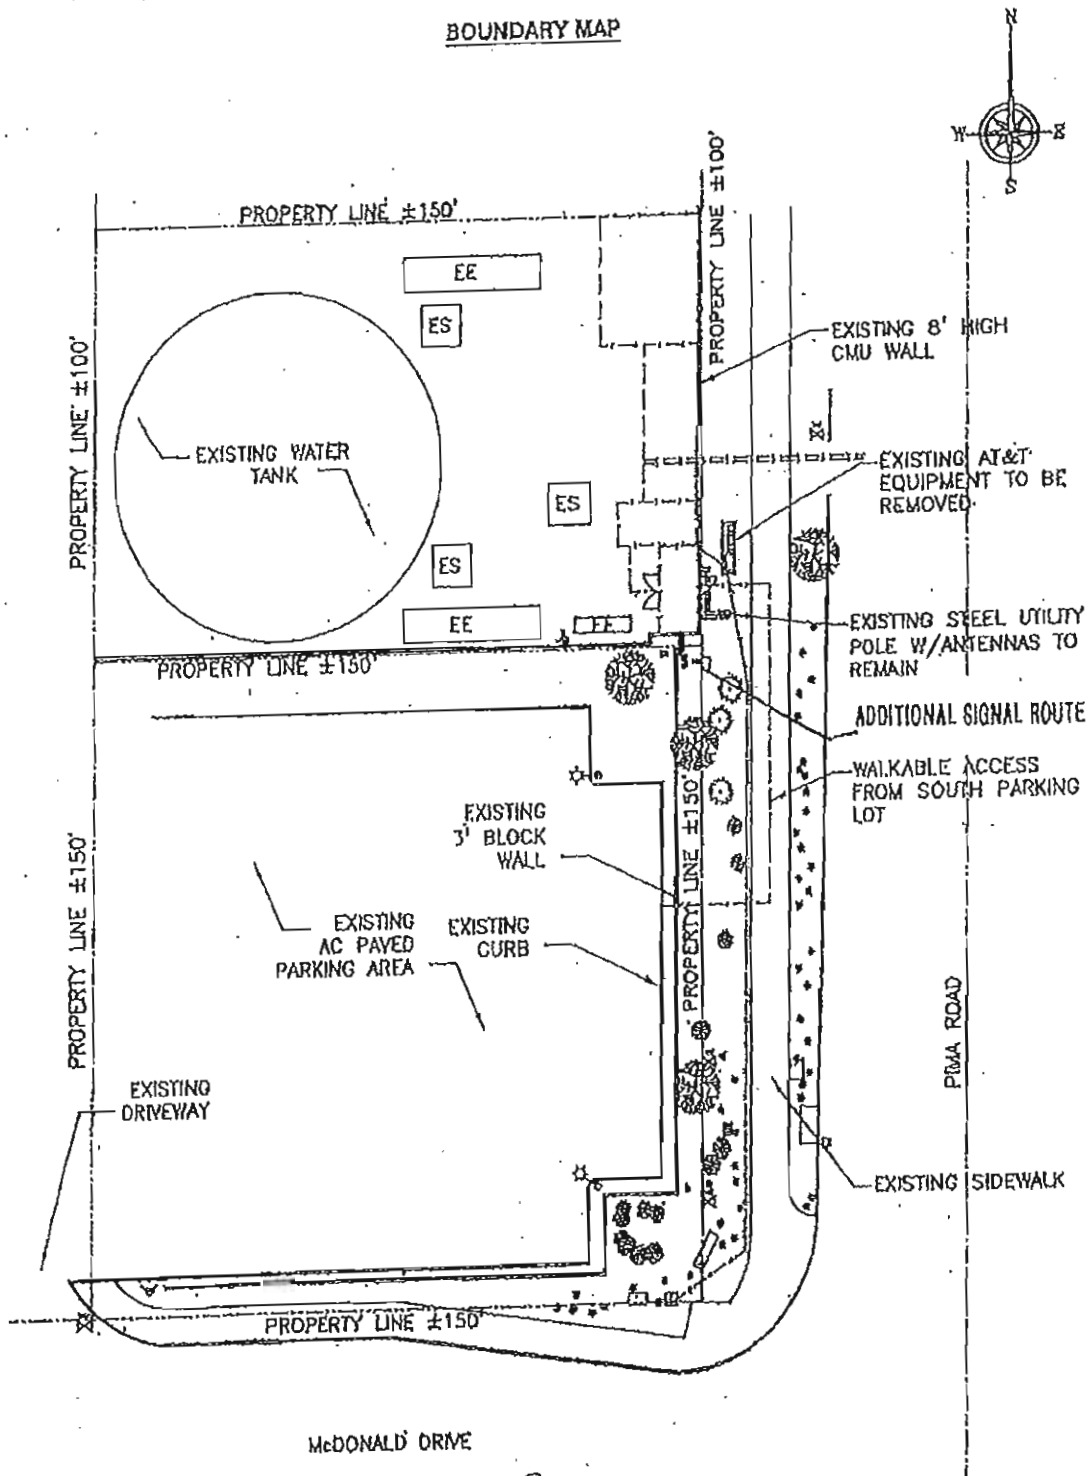 BOUNDARY MAP
N
W
E
S
PROPERTY LINE ±150'
PROPERTY LINE ±100'
EE
ES
EXISTING 8' HIGH
CMU WALL
PROPERTY LINE ±100'
EXISTING WATER
TANK
EXISTING AT&T
EQUIPMENT TO BE
REMOVED.
ES
ES
EE
EE
EXISTING STEEL UTILITY
POLE W/ANTENNAS TO
REMAIN
PROPERTY LINE ±150'
ADDITIONAL SIGNAL ROUTE
WALKABLE ACCESS
FROM SOUTH PARKING
LOT
EXISTING
3' BLOCK
WALL
PROPERTY LINE ±150'
PROPERTY LINE ±150'
EXISTING
AC PAVED
PARKING AREA
EXISTING
CURB
PIMA ROAD
EXISTING
DRIVEWAY
EXISTING SIDEWALK
PROPERTY LINE ±150'
McDONALD DRIVE